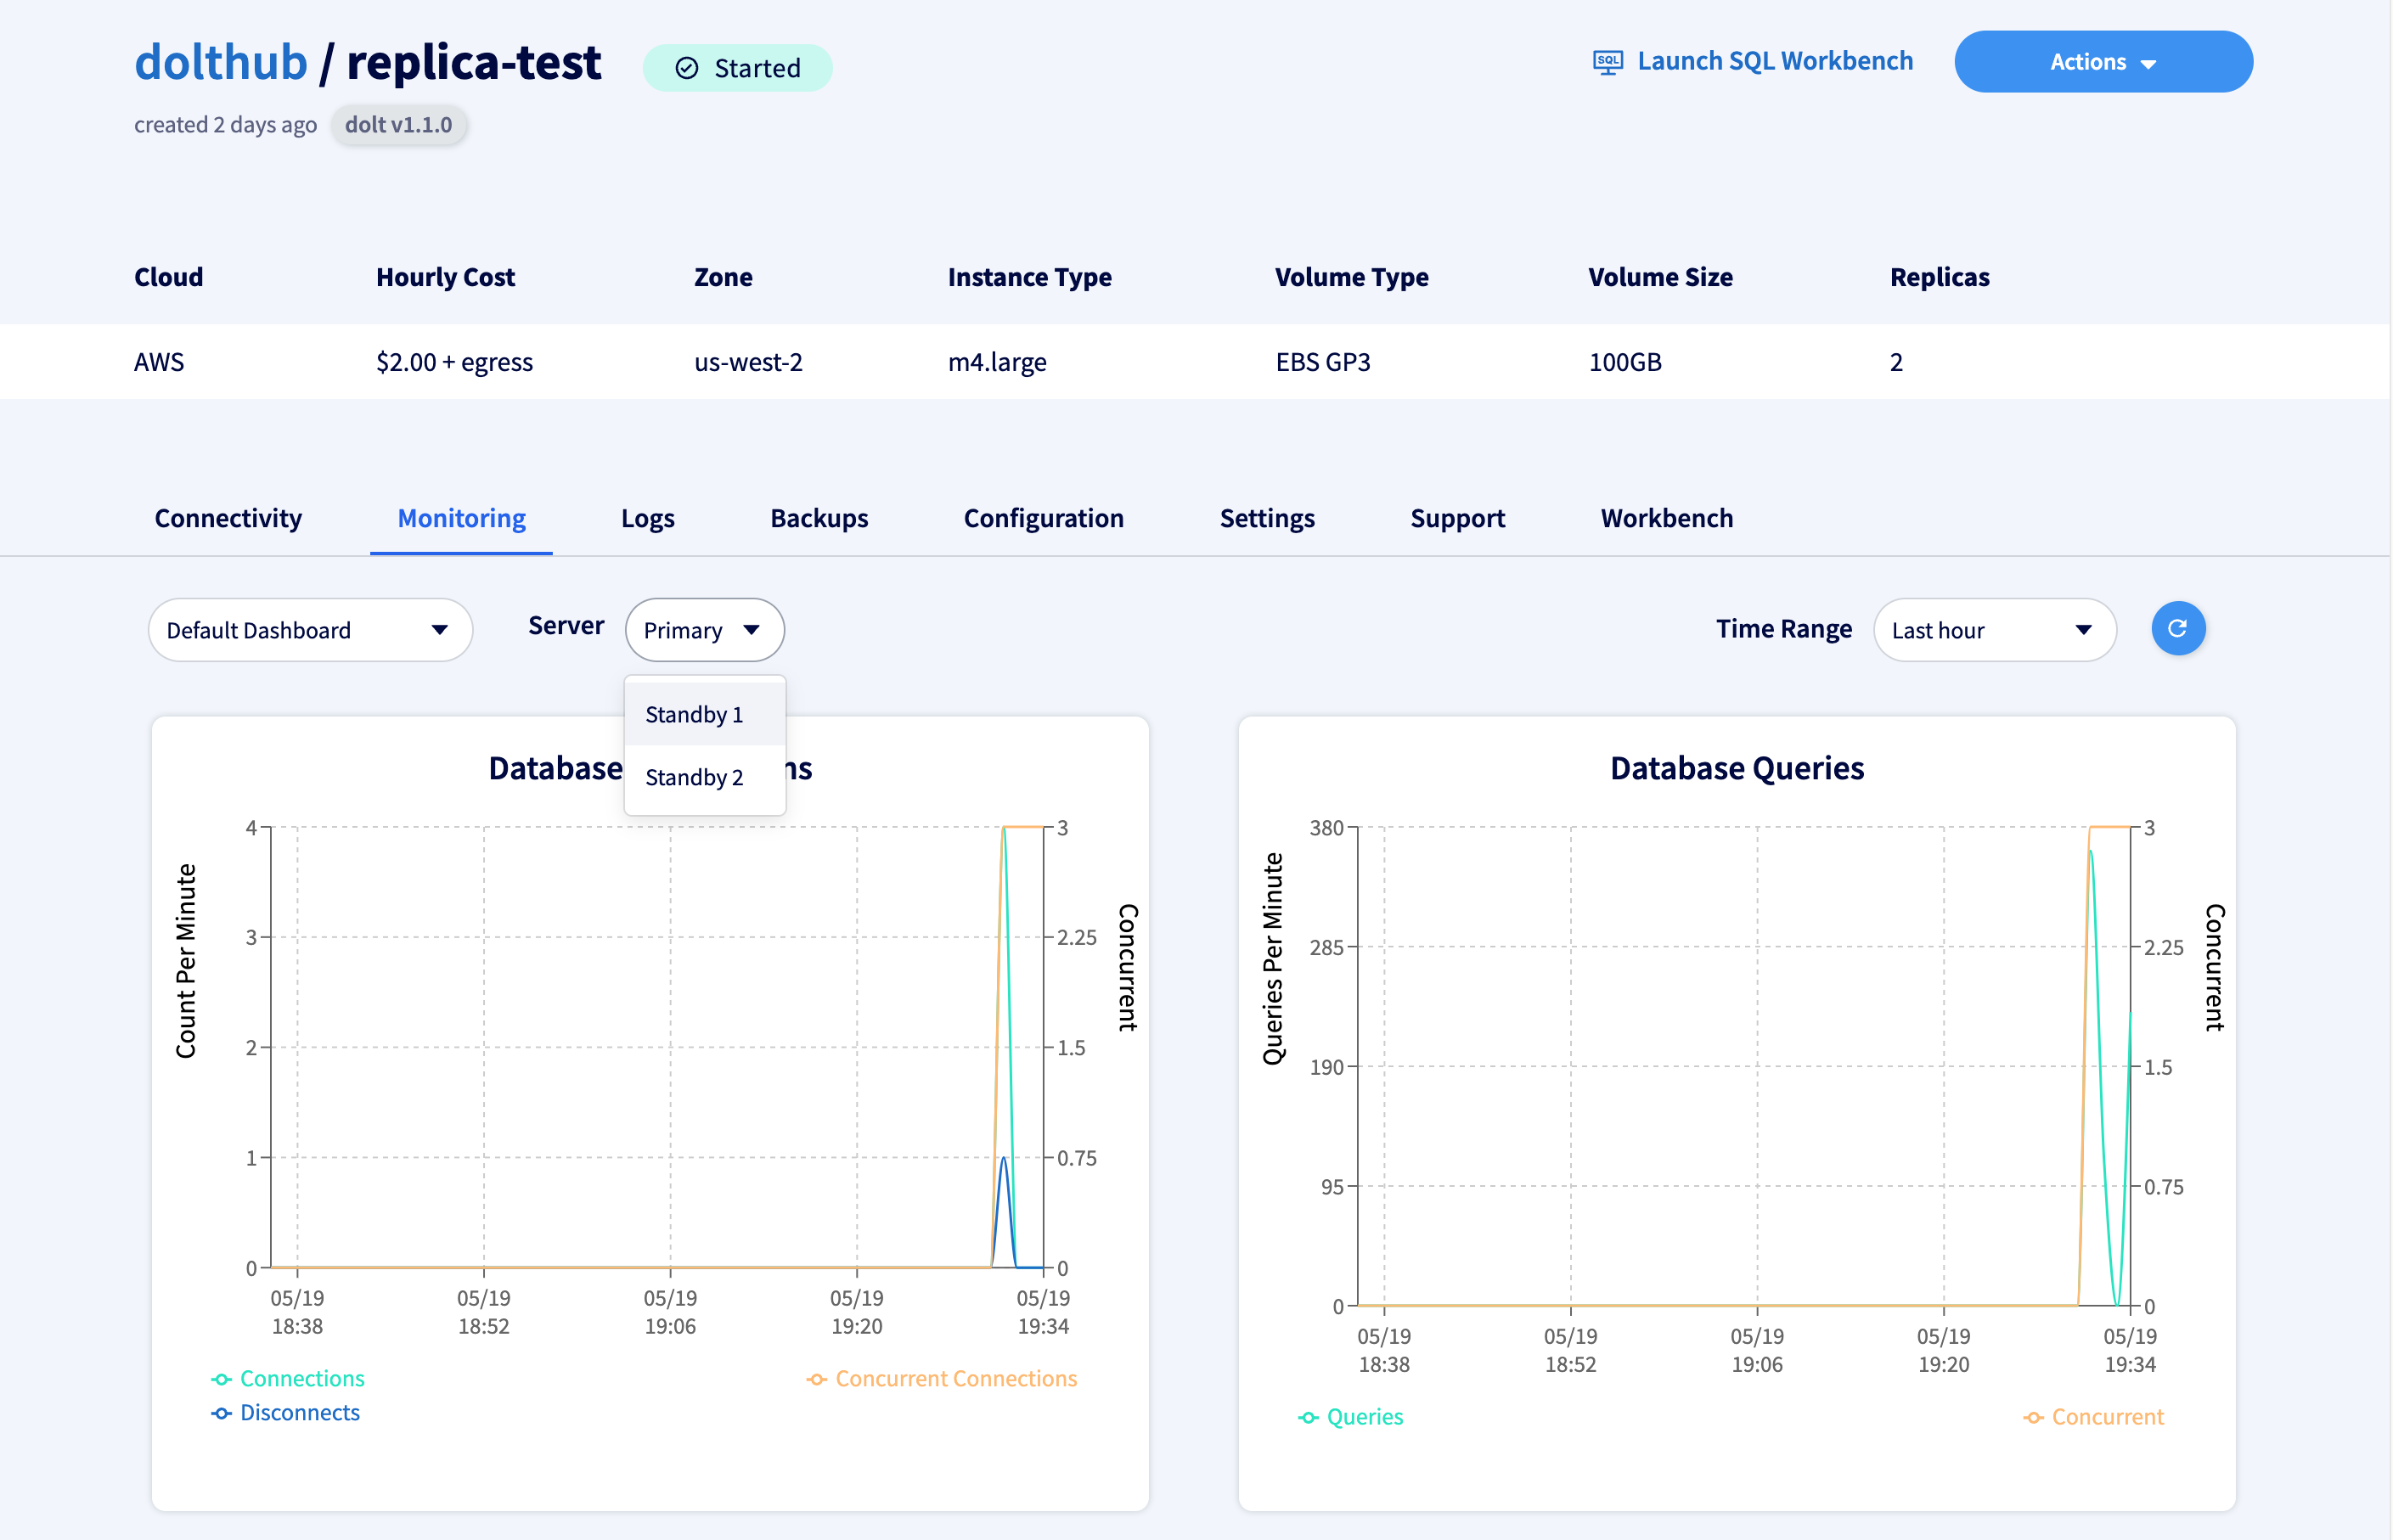 dolthub / replica-test
Started
Launch SQL Workbench
Actions
created 2 days ago
dolt v1.1.0
Cloud Hourly Cost Zone Instance Type Volume Type Volume Size Replicas
AWS $2.00 + egress us-west-2 m4.large EBS GP3 100GB 2
Connectivity Monitoring Logs Backups Configuration Settings Support Workbench
Default Dashboard
Server
Primary
Standby 1
Standby 2
Time Range
Last hour
Database
4
3
2
1
0
Count Per Minute
3
2.25
1.5
0.75
0
Concurrent
05/19 05/19 05/19 05/19 05/19
18:38 18:52 19:06 19:20 19:34
Connections
Disconnects
Concurrent Connections
Database Queries
380
285
190
95
0
Queries Per Minute
3
2.25
1.5
0.75
0
Concurrent
05/19 05/19 05/19 05/19 05/19
18:38 18:52 19:06 19:20 19:34
Queries
Concurrent